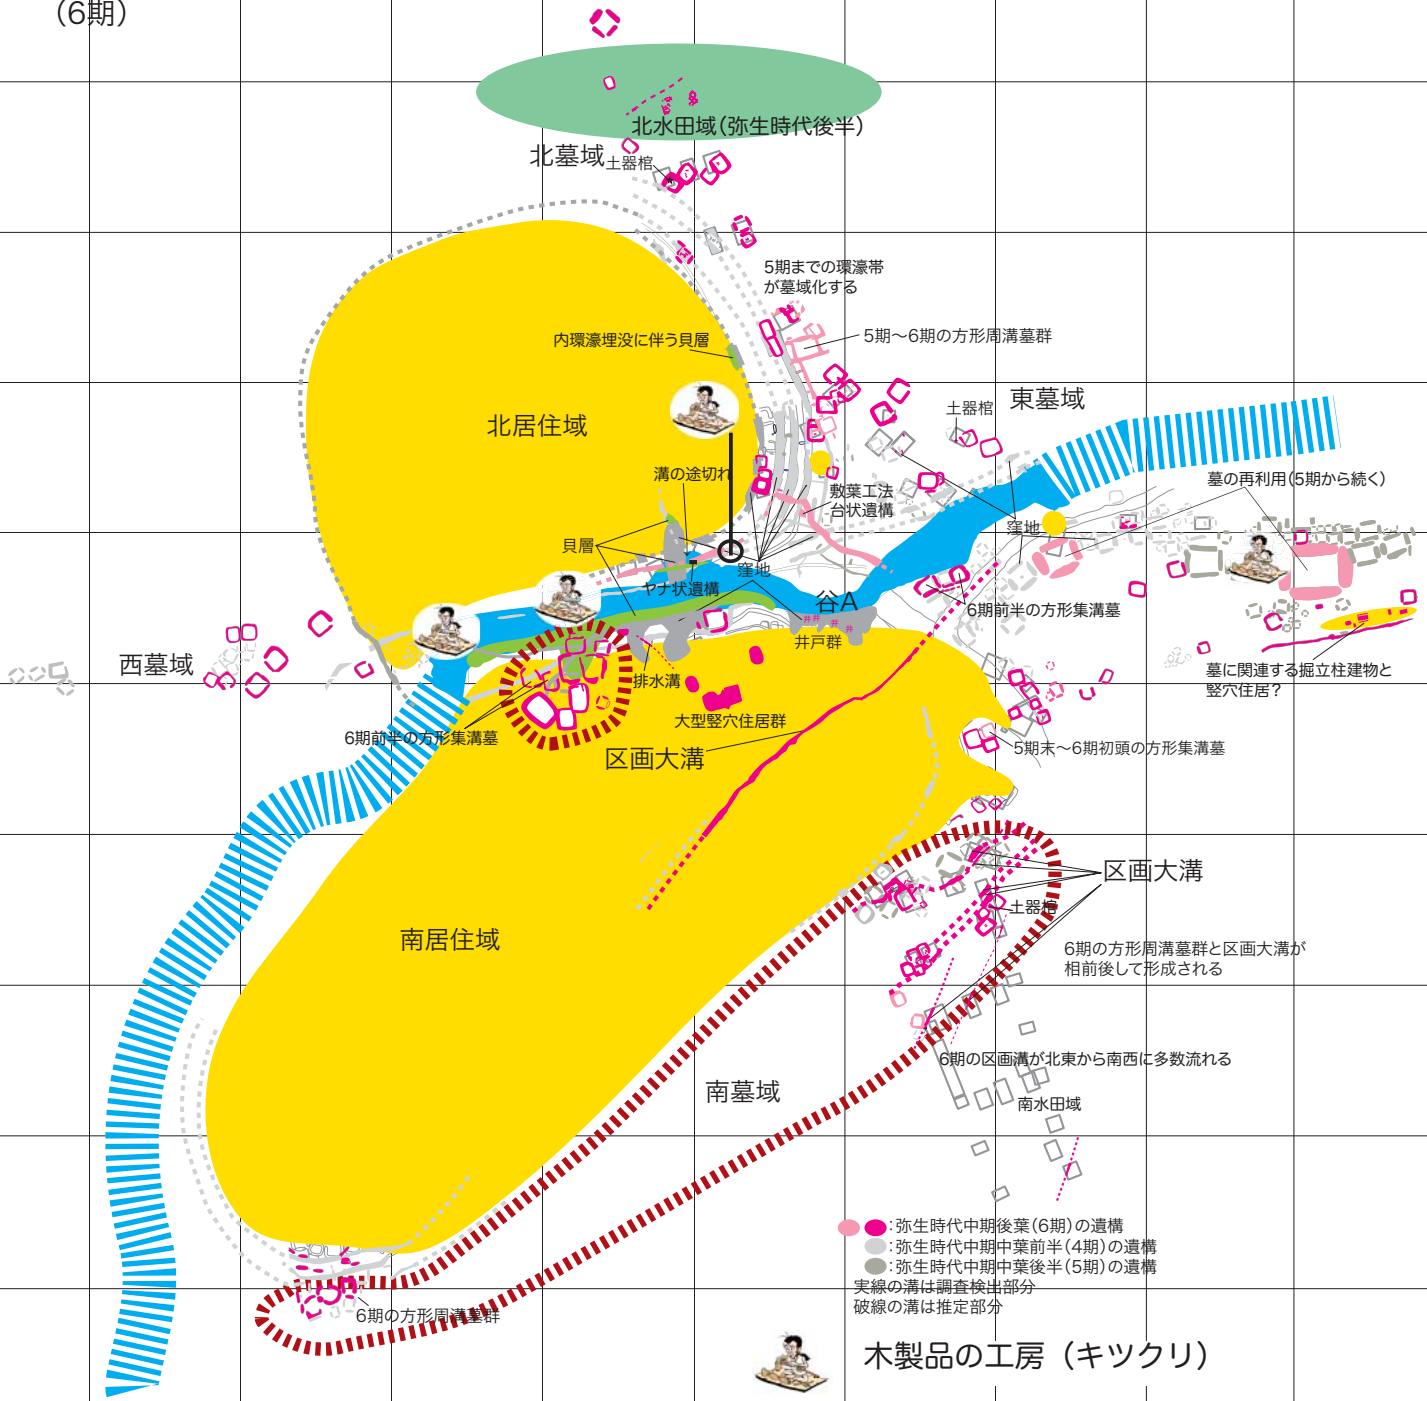 （6期）
北水田域（弥生時代後半）
北墓域
土器棺
5期までの環濠帯
が墓域化する
内環濠埋没に伴う貝層
5期～6期の方形周溝墓群
東墓域
土器棺
北居住域
溝の途切れ
敷葉工法
台状遺構
墓の再利用（5期から続く）
窪地
貝層
窪地
ヤナ状遺構
谷A
6期前半の方形集溝墓
井 井 井 井
井戸群
西墓域
排水溝
墓に関連する掘立柱建物と
竪穴住居？
大型竪穴住居群
6期前半の方形集溝墓
区画大溝
5期末～6期初頭の方形集溝墓
区画大溝
土器棺
南居住域
6期の方形周溝墓群と区画大溝が
相前後して形成される
6期の区画溝が北東から南西に多数流れる
南墓域
南水田域
：弥生時代中期後葉（6期）の遺構
：弥生時代中期中葉前半（4期）の遺構
：弥生時代中期中葉後半（5期）の遺構
実線の溝は調査検出部分
破線の溝は推定部分
6期の方形周溝墓群
木製品の工房（キツクリ）